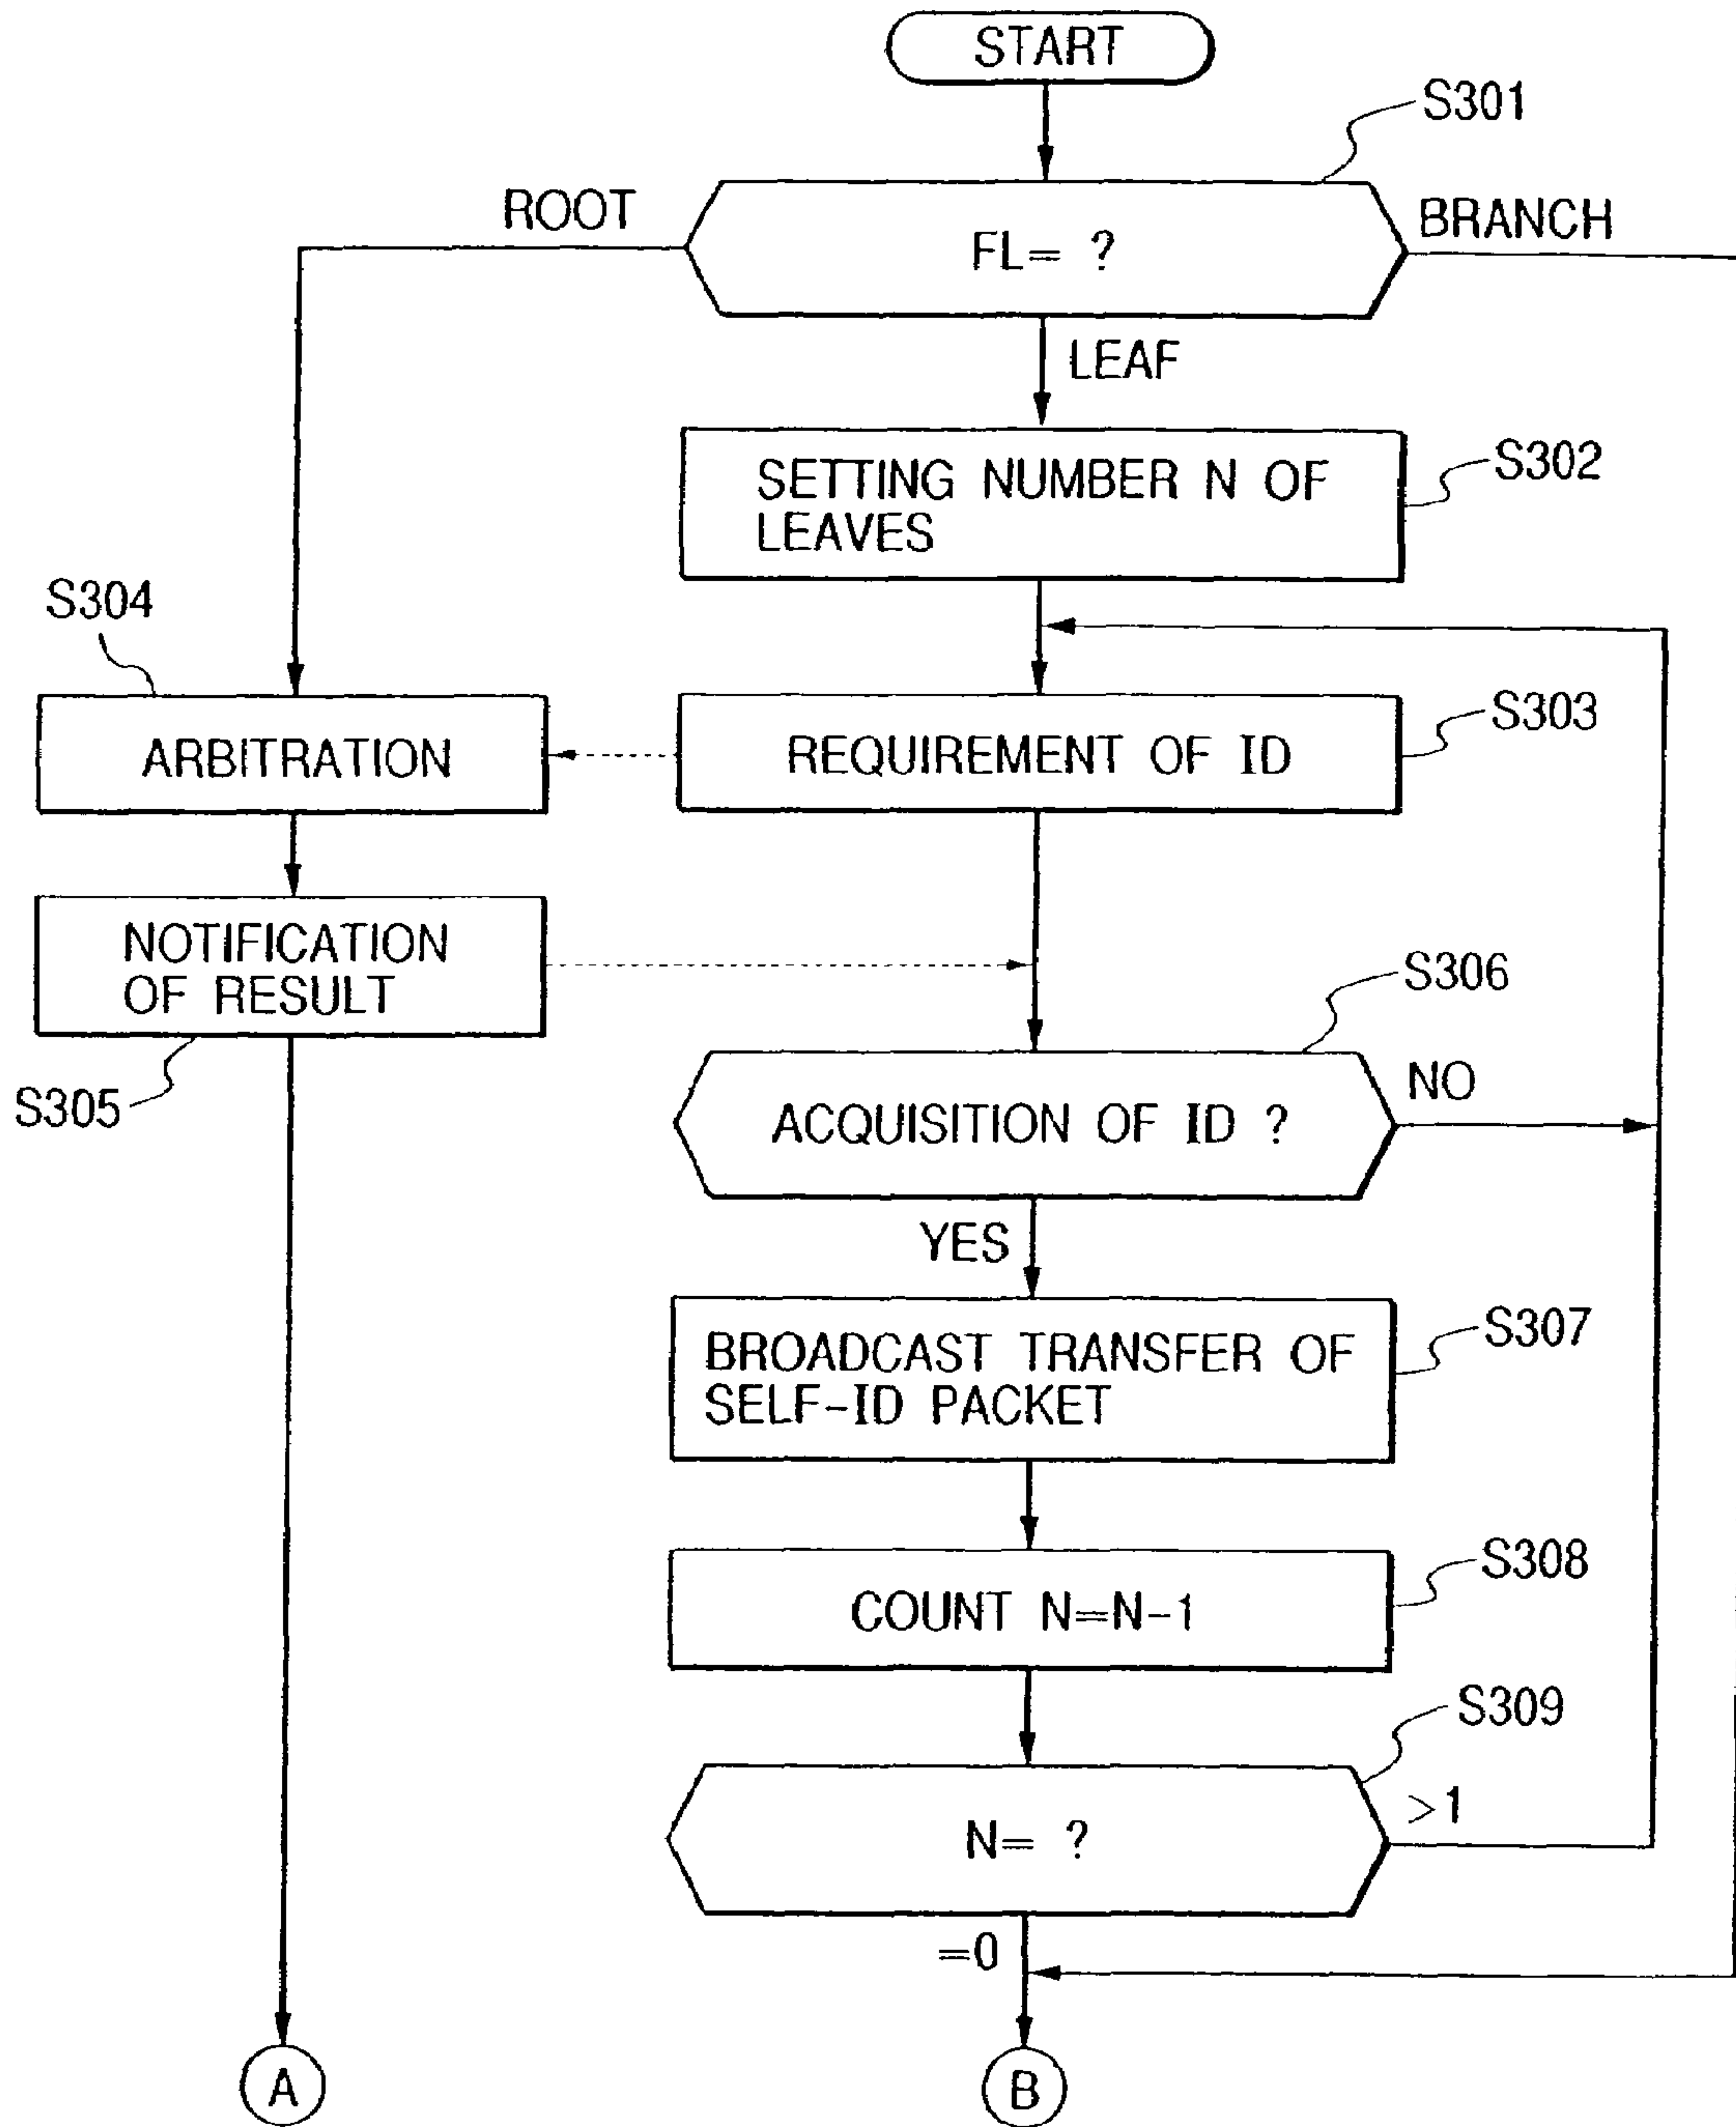 START
S301
ROOT
BRANCH
FL= ?
LEAF
SETTING NUMBER N OF
LEAVES
S302
S304
S303
ARBITRATION
REQUIREMENT OF ID
NOTIFICATION
OF RESULT
S305
S306
ACQUISITION OF ID ?
NO
YES
BROADCAST TRANSFER OF
SELF-ID PACKET
S307
S308
COUNT N=N-1
S309
N= ?
>1
=0
A
B